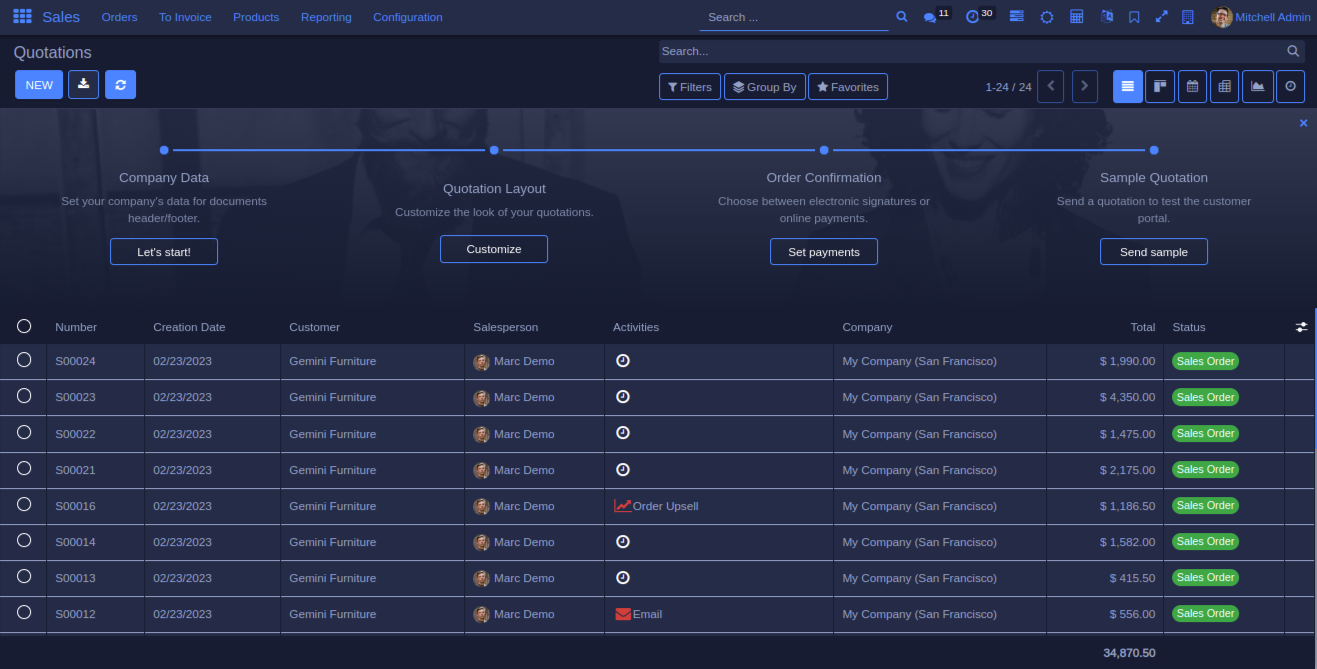 Sales Orders To Invoice Products Reporting Configuration Search ... 11 30 Mitchell Admin
Quotations
Search...
NEW
Filters Group By Favorites 1-24 / 24
Company Data
Set your company's data for documents
header/footer.
Let's start!
Quotation Layout
Customize the look of your quotations.
Customize
Order Confirmation
Choose between electronic signatures or
online payments.
Set payments
Sample Quotation
Send a quotation to test the customer
portal.
Send sample
Number Creation Date Customer Salesperson Activities Company Total Status
S00024 02/23/2023 Gemini Furniture Marc Demo My Company (San Francisco) $ 1,990.00 Sales Order
S00023 02/23/2023 Gemini Furniture Marc Demo My Company (San Francisco) $ 4,350.00 Sales Order
S00022 02/23/2023 Gemini Furniture Marc Demo My Company (San Francisco) $ 1,475.00 Sales Order
S00021 02/23/2023 Gemini Furniture Marc Demo My Company (San Francisco) $ 2,175.00 Sales Order
S00016 02/23/2023 Gemini Furniture Marc Demo Order Upsell My Company (San Francisco) $ 1,186.50 Sales Order
S00014 02/23/2023 Gemini Furniture Marc Demo My Company (San Francisco) $ 1,582.00 Sales Order
S00013 02/23/2023 Gemini Furniture Marc Demo My Company (San Francisco) $ 415.50 Sales Order
S00012 02/23/2023 Gemini Furniture Marc Demo Email My Company (San Francisco) $ 556.00 Sales Order
34,870.50